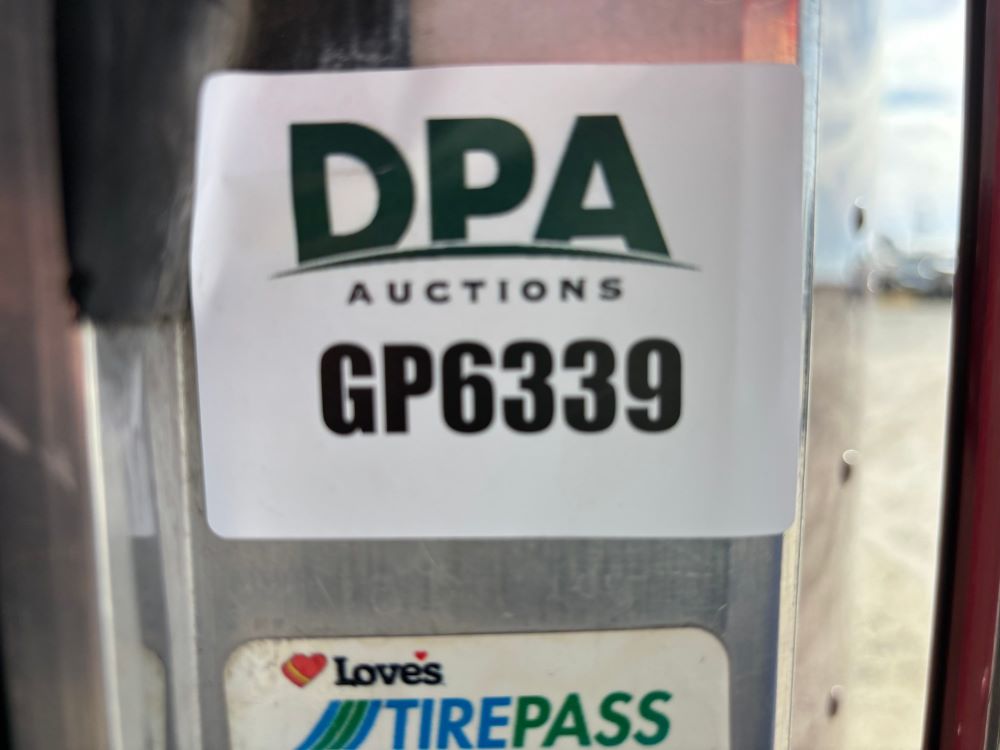 DPA
AUCTIONS
GP6339
Love's
TIREPASS